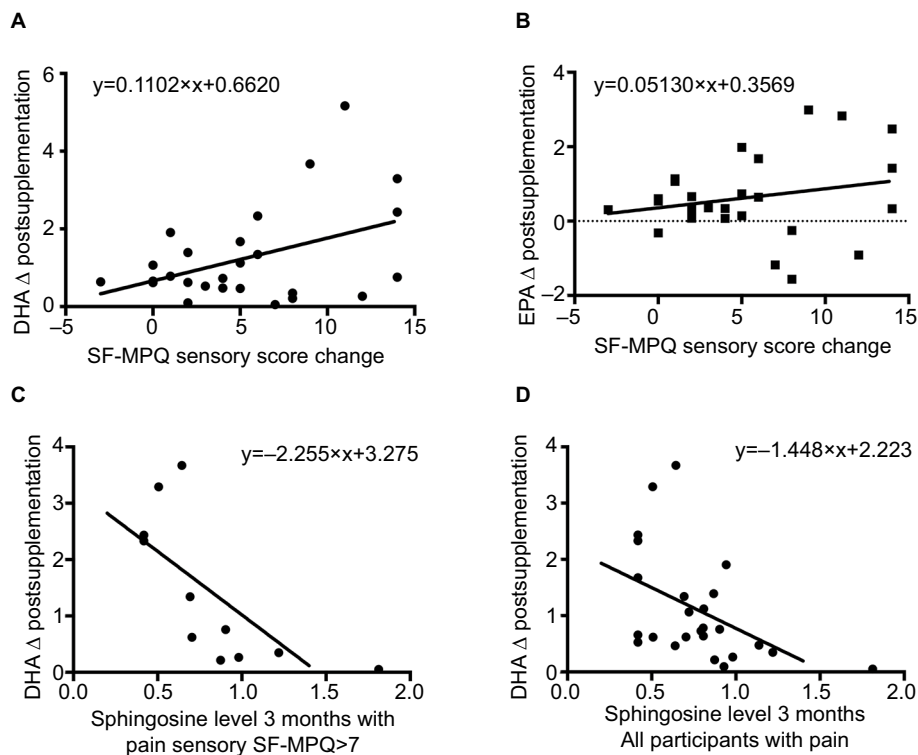 A
y=0.1102×x+0.6620
DHA Δ postsupplementation
6
4
2
0
−5
0
5
10
15
SF-MPQ sensory score change
B
y=0.05130×x+0.3569
EPA Δ postsupplementation
4
2
0
−2
−5
0
5
10
15
SF-MPQ sensory score change
C
y=−2.255×x+3.275
DHA Δ postsupplementation
4
3
2
1
0
0.0
0.5
1.0
1.5
2.0
Sphingosine level 3 months with
pain sensory SF-MPQ>7
D
y=−1.448×x+2.223
DHA Δ postsupplementation
4
3
2
1
0
0.0
0.5
1.0
1.5
2.0
Sphingosine level 3 months
All participants with pain